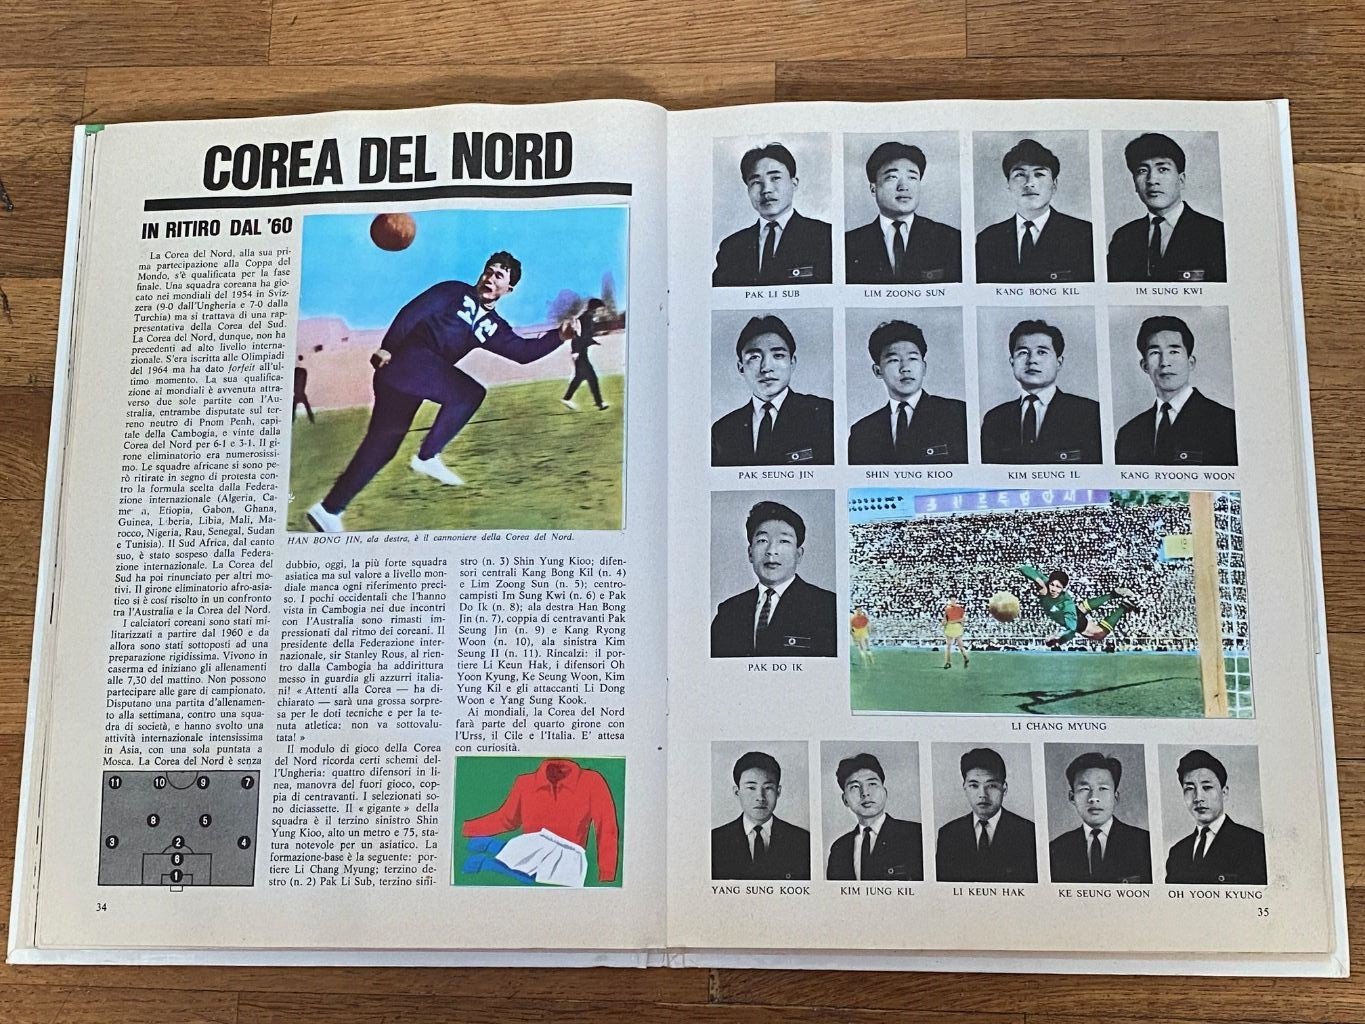 COREA DEL NORD
IN RITIRO DAL '60
La Corea del Nord, alla sua pri-
ma partecipazione alla Coppa del
Mondo, s'è qualificata per la fase
finale. Una squadra coreana ha gio-
cato nei mondiali del 1954 in Sviz-
zera (9-0 dall'Ungheria e 7-0 dalla
Turchia) ma si trattava di una rap-
presentativa della Corea del Sud.
La Corea del Nord, dunque, non ha
precedenti ad alto livello interna-
zionale. S'era iscritta alle Olimpiadi
del 1964 ma ha dato forfeit all'ul-
timo momento. La sua qualifica-
zione ai mondiali è avvenuta attra-
verso due sole partite con l'Au-
stralia, entrambe disputate sul ter-
reno neutro di Pnom Penh, capi-
tale della Cambogia, e vinte dalla
Corea del Nord per 6-1 e 3-1. Il gi-
rone eliminatorio era numerosissi-
mo. Le squadre africane si sono pe-
rò ritirate in segno di protesta con-
tro la formula scelta dalla Federa-
zione internazionale (Algeria, Ca-
Etiopia, Gabon, Ghana,
Guinea, Liberia, Libia, Mali, Ma-
rocco, Nigeria, Rau, Senegal, Sudan
e Tunisia). Il Sud Africa, dal canto
suo, è stato sospeso dalla Federa-
zione internazionale. La Corea del
Sud ha poi rinunciato per altri mo-
tivi. Il girone eliminatorio afro-asia-
tico si è così risolto in un confronto
tra l'Australia e la Corea del Nord.
I calciatori coreani sono stati mi-
litarizzati a partire dal 1960 e da
allora sono stati sottoposti ad una
preparazione rigidissima. Vivono in
caserma ed iniziano gli allenamenti
alle 7,30 del mattino. Non possono
partecipare alle gare di campionato.
Disputano una partita d'allenamen-
to alla settimana, contro una squa-
dra di società, e hanno svolto una
attività internazionale intensissima
in Asia, con una sola puntata a
Mosca. La Corea del Nord è senza
11 10 9 7
8 5
3 2 4
6
1
34
HAN BONG JIN, ala destra, è il cannoniere della Corea del Nord.
dubbio, oggi, la più forte squadra
asiatica ma sul valore a livello mon-
diale manca ogni riferimento preci-
so. I pochi occidentali che l'hanno
vista in Cambogia nei due incontri
con l'Australia sono rimasti im-
pressionati dal ritmo dei coreani. Il
presidente della Federazione inter-
nazionale, sir Stanley Rous, al rien-
tro dalla Cambogia ha addirittura
messo in guardia gli azzurri italia-
ni! « Attenti alla Corea — ha di-
chiarato — sarà una grossa sorpre-
sa per le doti tecniche e per la te-
nuta atletica: non va sottovalu-
tata! »
Il modulo di gioco della Corea
del Nord ricorda certi schemi del-
l'Ungheria: quattro difensori in li-
nea, manovra del fuori gioco, cop-
pia di centravanti. I selezionati so-
no diciassette. Il « gigante » della
squadra è il terzino sinistro Shin
Yung Kioo, alto un metro e 75, sta-
tura notevole per un asiatico. La
formazione-base è la seguente: por-
tiere Li Chang Myung; terzino de-
stro (n. 2) Pak Li Sub, terzino sini-
stro (n. 3) Shin Yung Kioo; difen-
sori centrali Kang Bong Kil (n. 4)
e Lim Zoong Sun (n. 5); centro-
campisti Im Sung Kwi (n. 6) e Pak
Do Ik (n. 8); ala destra Han Bong
Jin (n. 7), coppia di centravanti Pak
Seung Jin (n. 9) e Kang Ryong
Woon (n. 10), ala sinistra Kim
Seung Il (n. 11). Rincalzi: il por-
tiere Li Keun Hak, i difensori Oh
Yoon Kyung, Ke Seung Woon, Kim
Yung Kil e gli attaccanti Li Dong
Woon e Yang Sung Kook.
Ai mondiali, la Corea del Nord
farà parte del quarto girone con
l'Urss, il Cile e l'Italia. E' attesa
con curiosità.
PAK LI SUB
LIM ZOONG SUN
KANG BONG KIL
IM SUNG KWI
PAK SEUNG JIN
SHIN YUNG KIOO
KIM SEUNG IL
KANG RYOONG WOON
PAK DO IK
LI CHANG MYUNG
YANG SUNG KOOK
KIM JUNG KIL
LI KEUN HAK
KE SEUNG WOON
OH YOON KYUNG
35